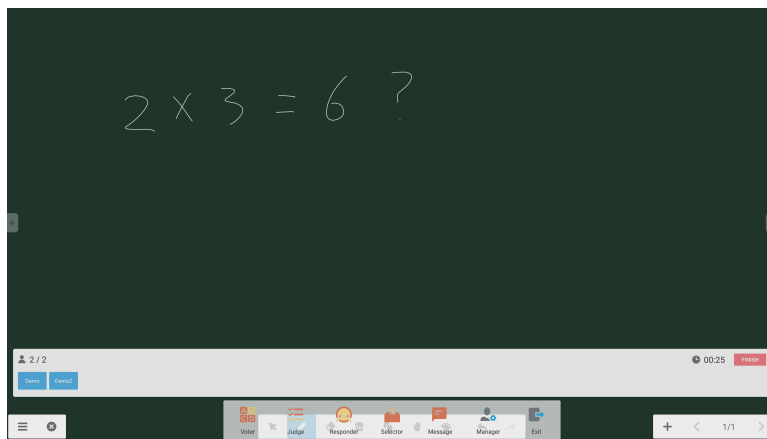 2 × 3 = 6 ?
2 / 2
00:25
FINISH
Demo
Demo2
Voter
Judge
Responder
Selector
Message
Manager
Exit
1/1